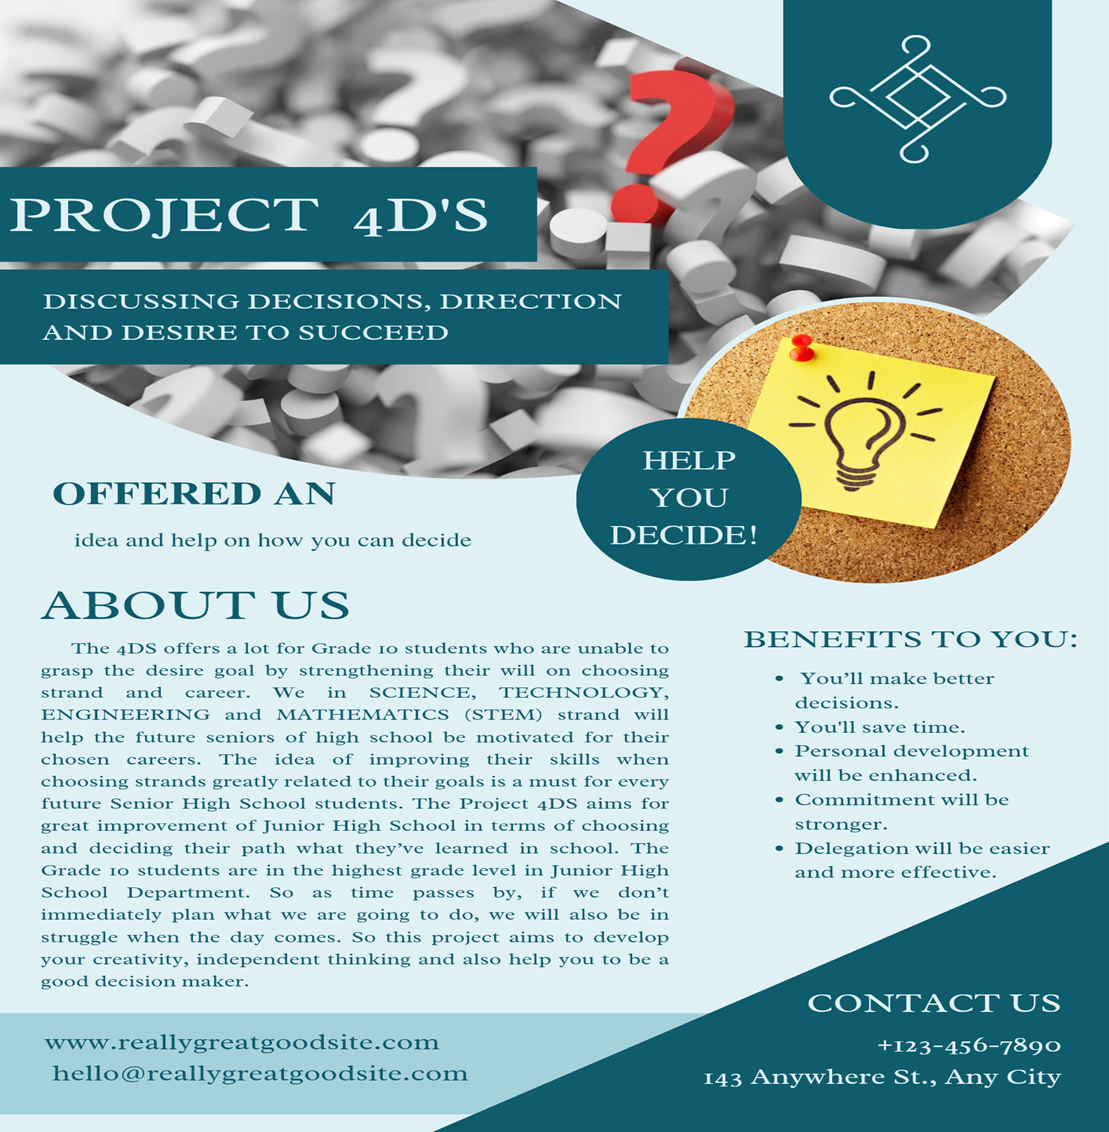 PROJECT 4D'S
DISCUSSING DECISIONS, DIRECTION
AND DESIRE TO SUCCEED
HELP
YOU
DECIDE!
OFFERED AN
idea and help on how you can decide
ABOUT US
The 4DS offers a lot for Grade 10 students who are unable to
grasp the desire goal by strengthening their will on choosing
strand and career. We in SCIENCE, TECHNOLOGY,
ENGINEERING and MATHEMATICS (STEM) strand will
help the future seniors of high school be motivated for their
chosen careers. The idea of improving their skills when
choosing strands greatly related to their goals is a must for every
future Senior High School students. The Project 4DS aims for
great improvement of Junior High School in terms of choosing
and deciding their path what they've learned in school. The
Grade 10 students are in the highest grade level in Junior High
School Department. So as time passes by, if we don't
immediately plan what we are going to do, we will also be in
struggle when the day comes. So this project aims to develop
your creativity, independent thinking and also help you to be a
good decision maker.
BENEFITS TO YOU:
• You'll make better
decisions.
• You'll save time.
• Personal development
will be enhanced.
• Commitment will be
stronger.
• Delegation will be easier
and more effective.
www.reallygreatgoodsite.com
hello@reallygreatgoodsite.com
CONTACT US
+123-456-7890
143 Anywhere St., Any City